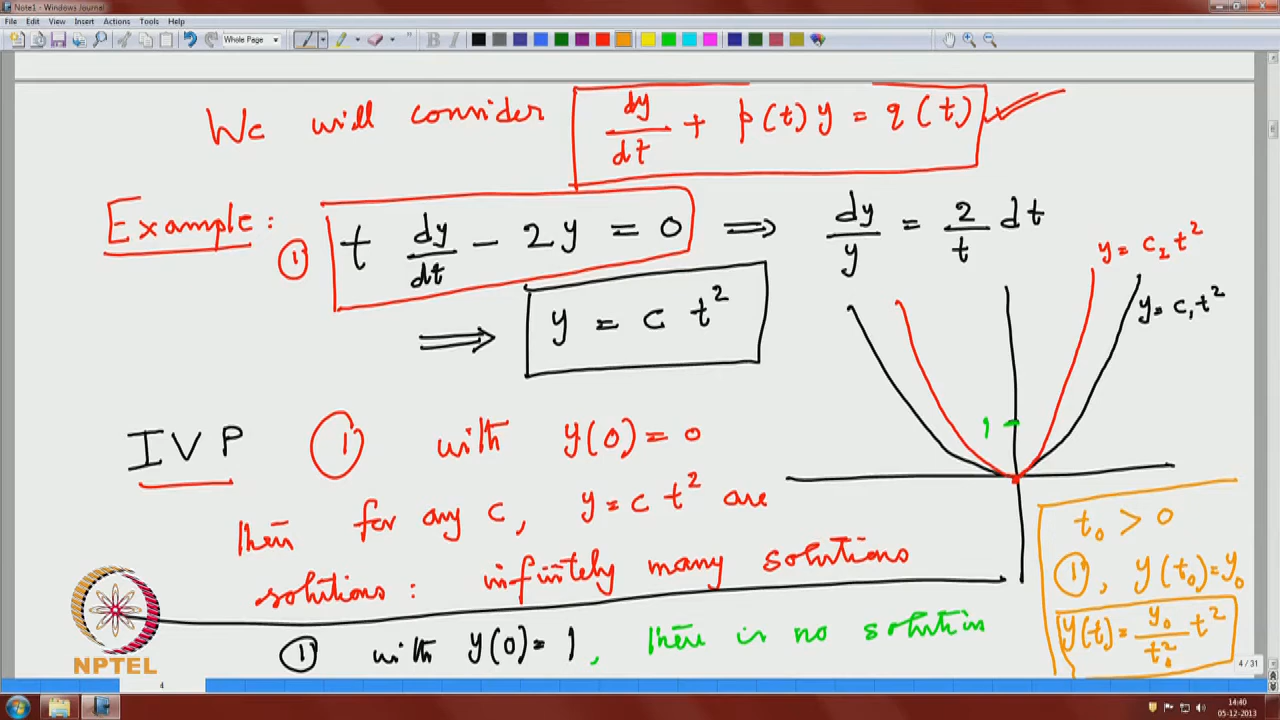 Note1 - Windows Journal
File Edit View Insert Actions Tools Help
Whole Page
We will consider dy/dt + p(t) y = q(t)
Example: ① t dy/dt - 2y = 0 ⟹ dy/y = 2/t dt
⟹ y = c t²
y = c₂ t²
y = c₁ t²
1
IVP ① with y(0) = 0
then for any c, y = c t² are
solutions : infinitely many solutions
① with y(0) = 1, there is no solution
t₀ > 0
①, y(t₀) = y₀
y(t) = y₀/t₀² t²
NPTEL
4 / 31
4
14:40
05-12-2013